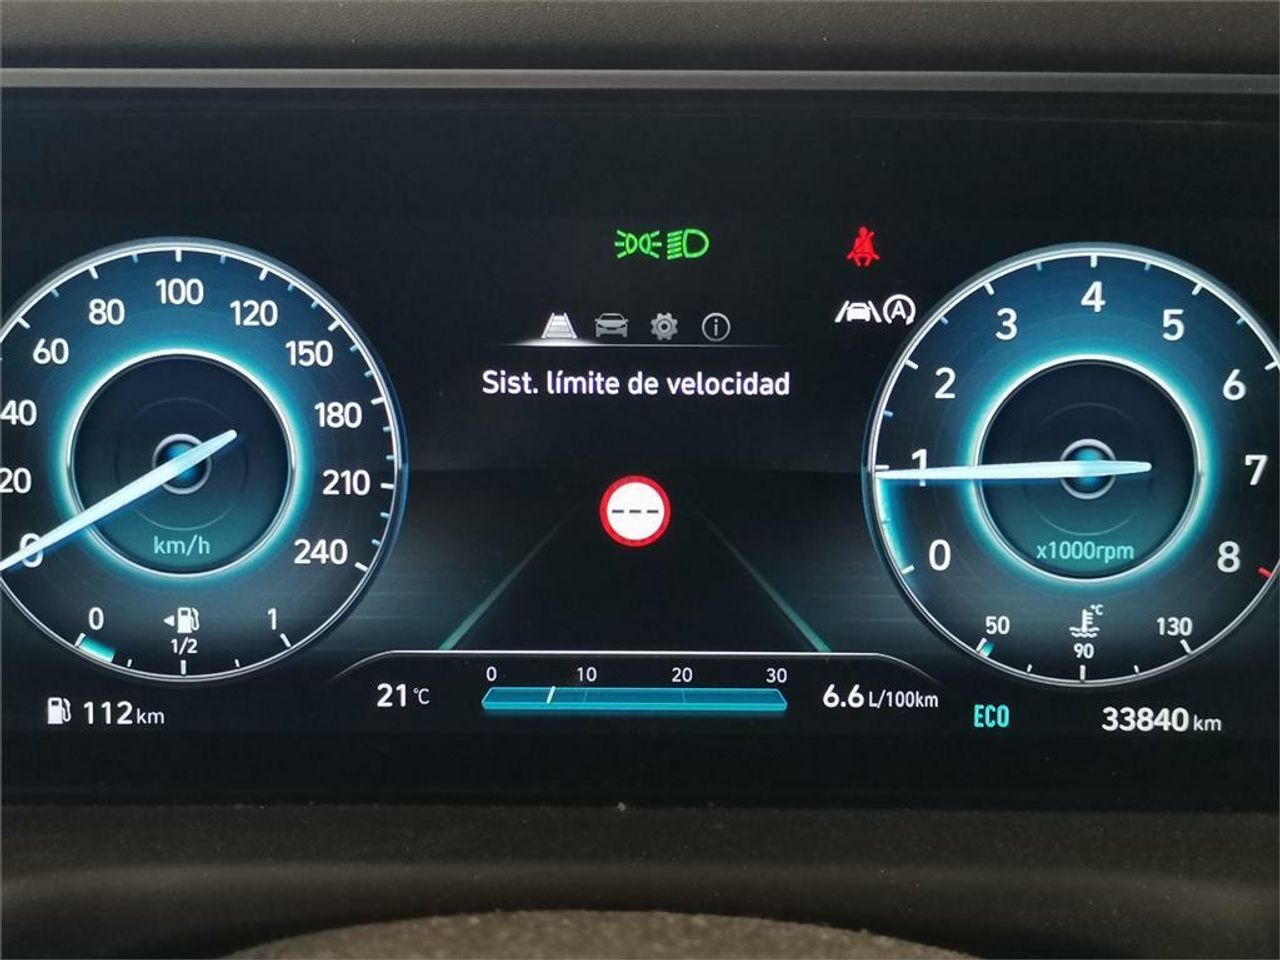 100
80
120
60
150
40
180
20
210
0
240
km/h
0
1
1/2
112 km
Sist. límite de velocidad
---
0 10 20 30
21 °C
6.6 L/100km
4
3
5
2
6
1
7
0
8
x1000rpm
°C
50
130
90
ECO
33840 km
A
i